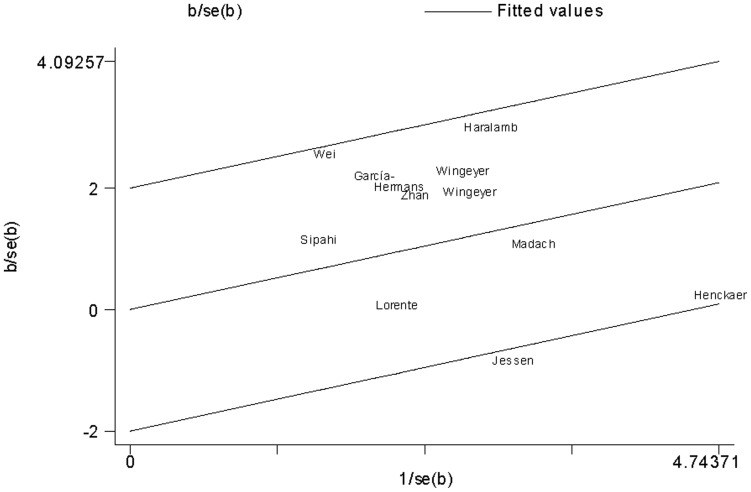 b/se(b)
Fitted values
4.09257
Haralamb
Wei
García-
Wingeyer
Hermans
2
Zhan
Wingeyer
b/se(b)
Sipahi
Madach
Henckaer
Lorente
0
Jessen
-2
0
4.74371
1/se(b)